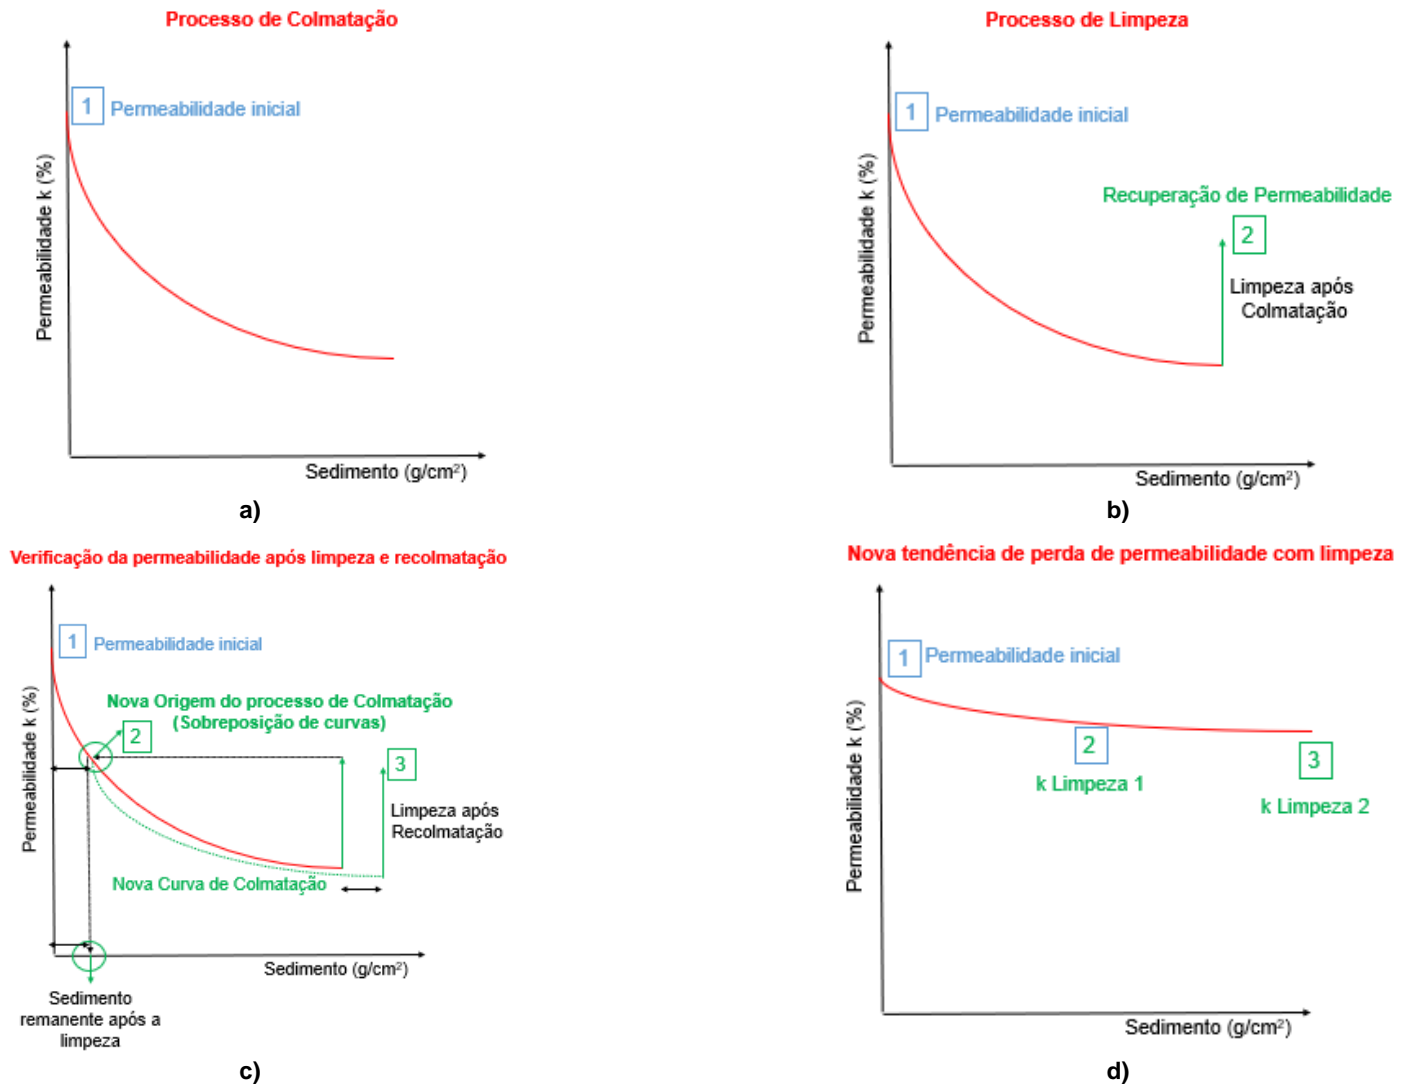 Processo de Colmatação
1 Permeabilidade inicial
Permeabilidade k (%)
Sedimento (g/cm²)
a)
Processo de Limpeza
1 Permeabilidade inicial
Recuperação de Permeabilidade
2
Limpeza após
Colmatação
Permeabilidade k (%)
Sedimento (g/cm²)
b)
Verificação da permeabilidade após limpeza e recolmatação
1 Permeabilidade inicial
Nova Origem do processo de Colmatação
(Sobreposição de curvas)
2
3
Limpeza após
Recolmatação
Nova Curva de Colmatação
Permeabilidade k (%)
Sedimento (g/cm²)
Sedimento
remanente após a
limpeza
c)
Nova tendência de perda de permeabilidade com limpeza
1 Permeabilidade inicial
2
k Limpeza 1
3
k Limpeza 2
Permeabilidade k (%)
Sedimento (g/cm²)
d)